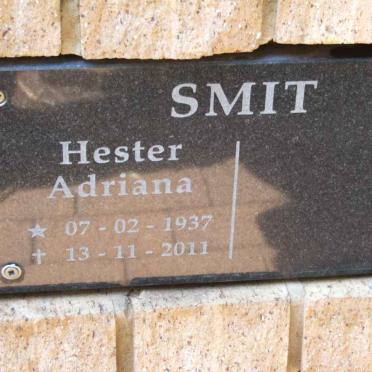 SMIT
Hester
Adriana
★ 07 - 02 - 1937
✝ 13 - 11 - 2011